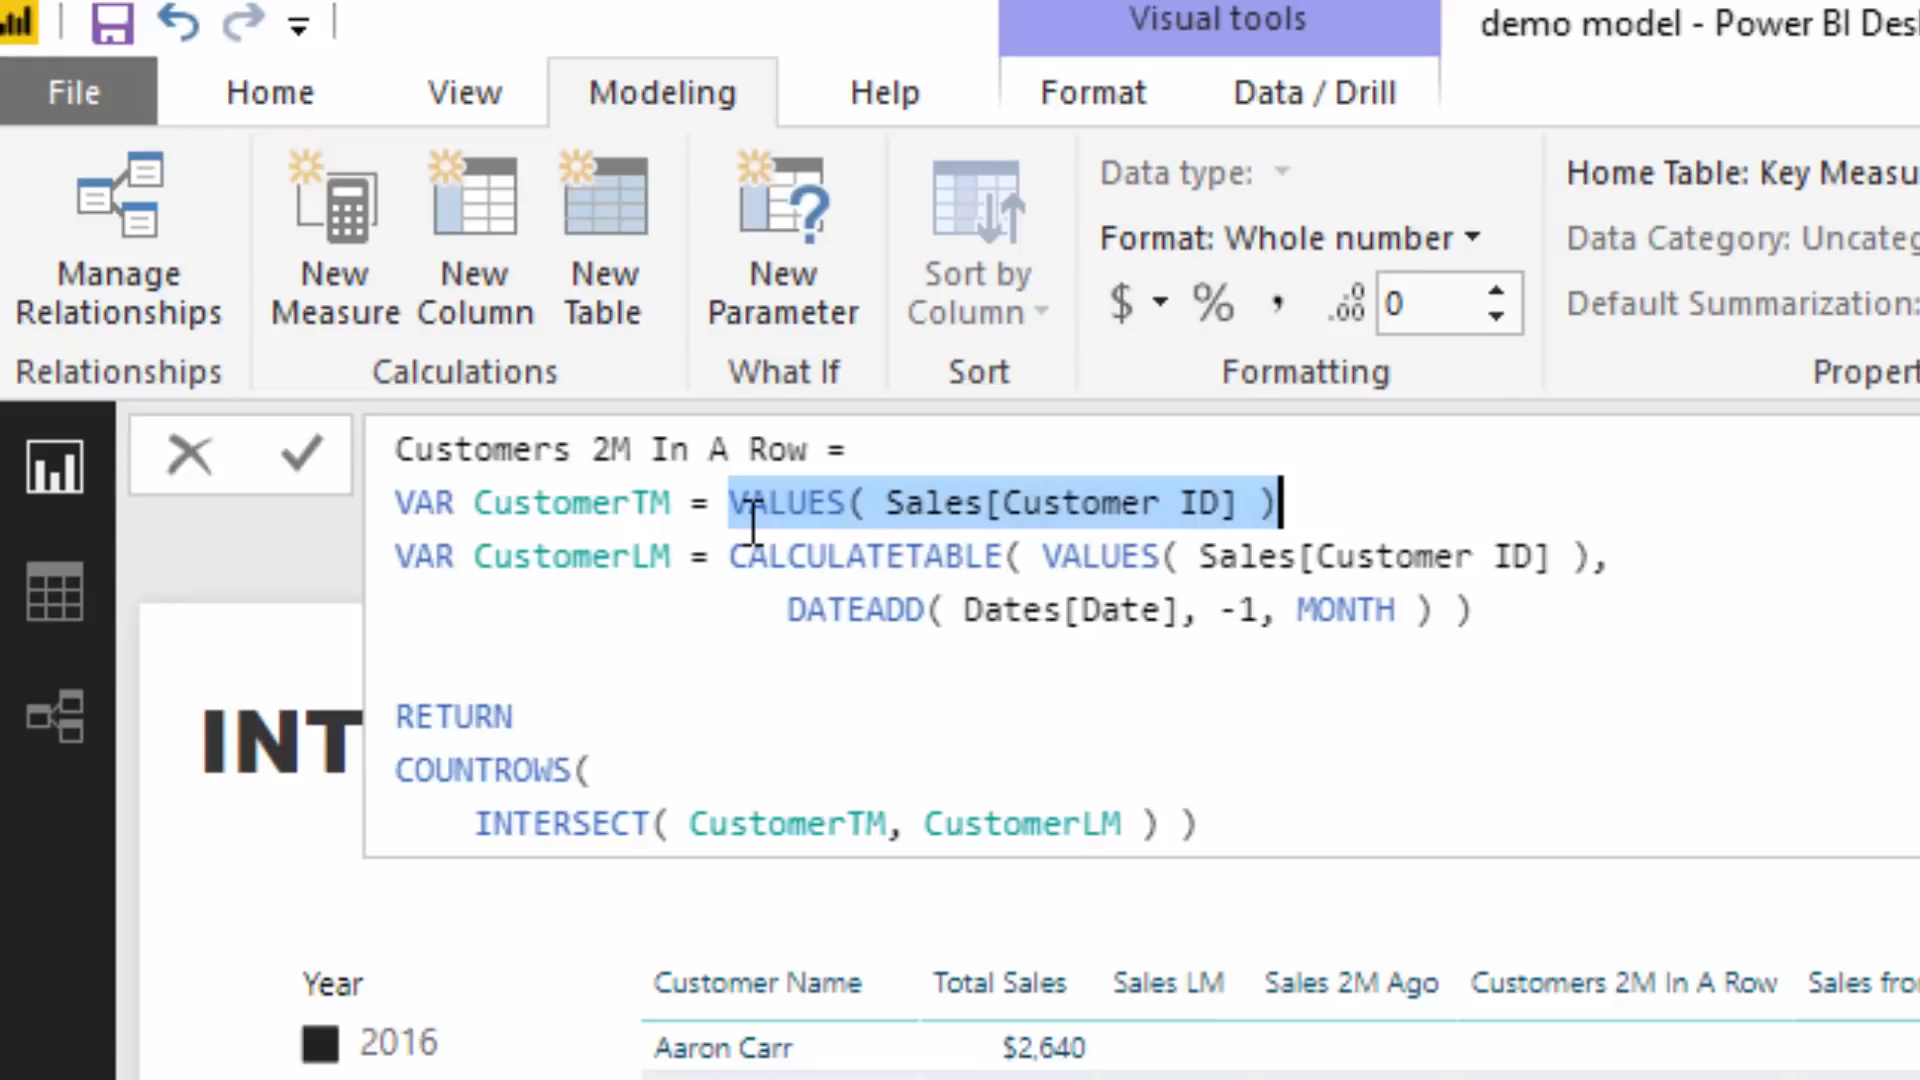 Visual tools
demo model - Power BI Des
File Home View Modeling Help Format Data / Drill
Manage Relationships
New Measure
New Column
New Table
New Parameter
Sort by Column
Data type:
Format: Whole number
$ % , .00 0
Home Table: Key Measu
Data Category: Uncateg
Default Summarization:
Relationships Calculations What If Sort Formatting Propert
Customers 2M In A Row =
VAR CustomerTM = VALUES( Sales[Customer ID] )
VAR CustomerLM = CALCULATETABLE( VALUES( Sales[Customer ID] ),
DATEADD( Dates[Date], -1, MONTH ) )
RETURN
COUNTROWS(
INTERSECT( CustomerTM, CustomerLM ) )
INT
Year
2016
Customer Name Total Sales Sales LM Sales 2M Ago Customers 2M In A Row Sales fro
Aaron Carr $2,640